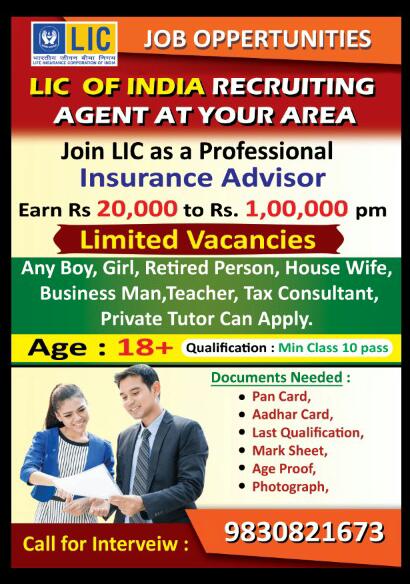 LIC
भारतीय जीवन बीमा निगम
LIFE INSURANCE CORPORATION OF INDIA
JOB OPPERTUNITIES
LIC OF INDIA RECRUITING
AGENT AT YOUR AREA
Join LIC as a Professional
Insurance Advisor
Earn Rs 20,000 to Rs. 1,00,000 pm
Limited Vacancies
Any Boy, Girl, Retired Person, House Wife,
Business Man,Teacher, Tax Consultant,
Private Tutor Can Apply.
Age : 18+ Qualification : Min Class 10 pass
Documents Needed :
• Pan Card,
• Aadhar Card,
• Last Qualification,
• Mark Sheet,
• Age Proof,
• Photograph,
Call for Interveiw : 9830821673